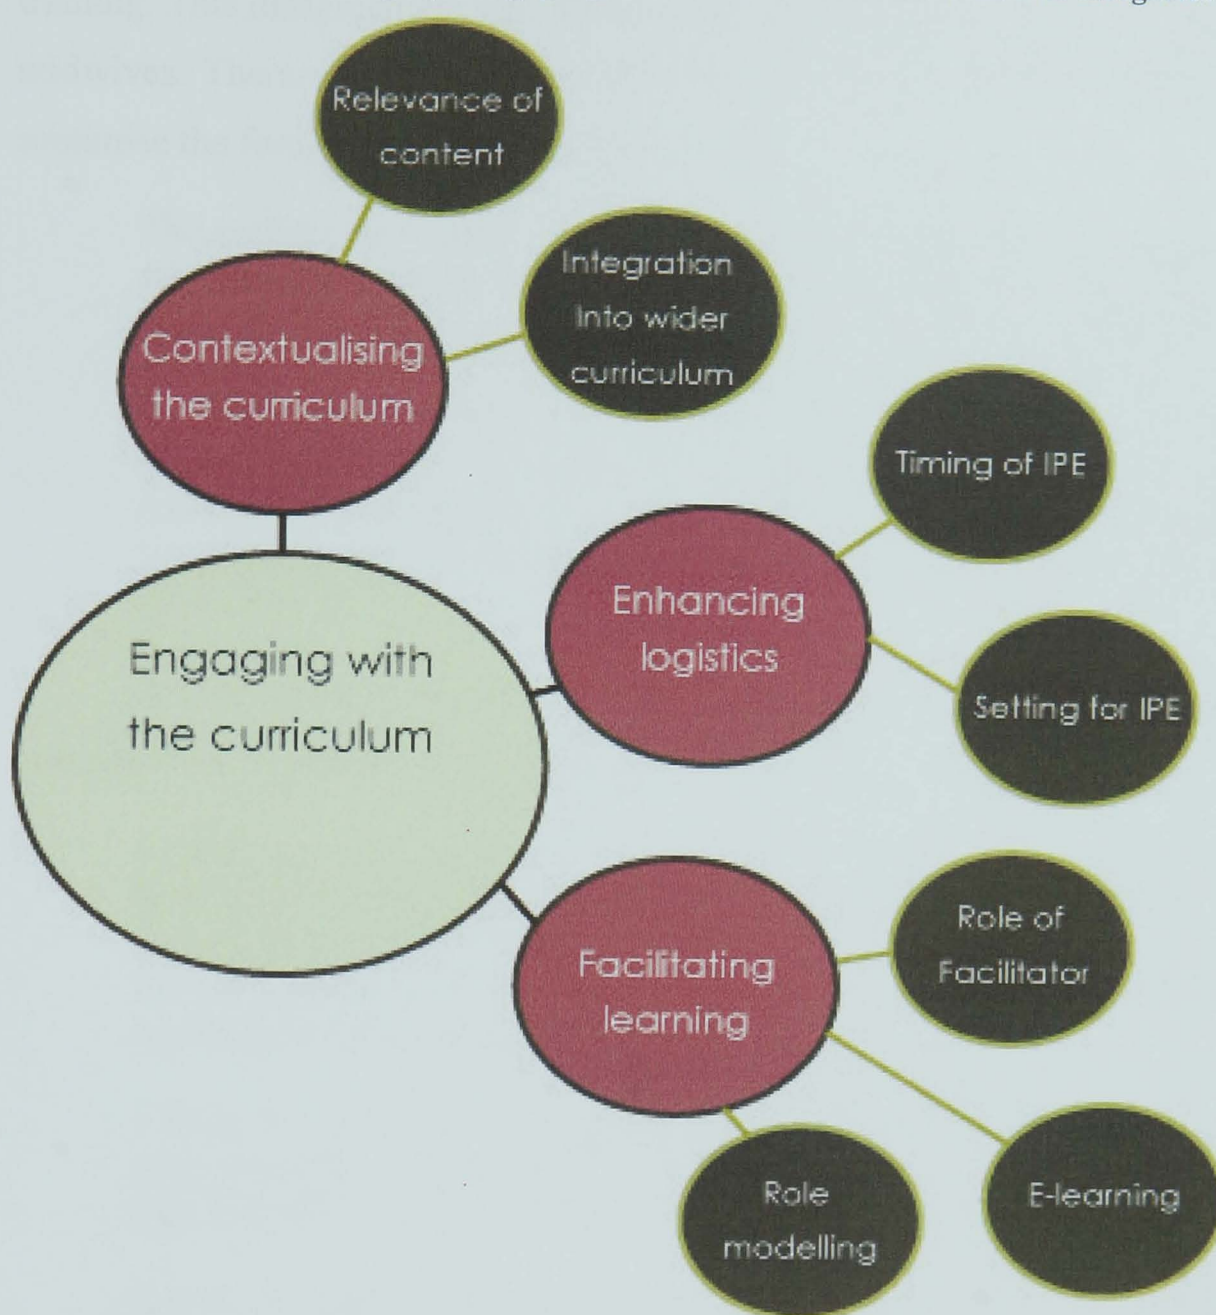 Relevance of
content
Integration
Into wider
curriculum
Contextualising
the curriculum
Timing of IPE
Enhancing
logistics
Engaging with
the curriculum
Setting for IPE
Role of
Facilitator
Facilitating
learning
E-learning
Role
modelling